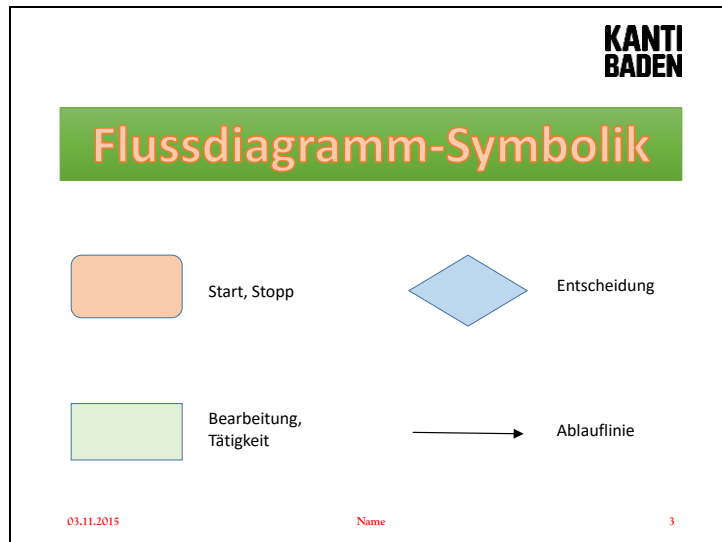 KANTI
BADEN
Flussdiagramm-Symbolik
Start, Stopp
Entscheidung
Bearbeitung,
Tätigkeit
Ablauflinie
03.11.2015
Name
3